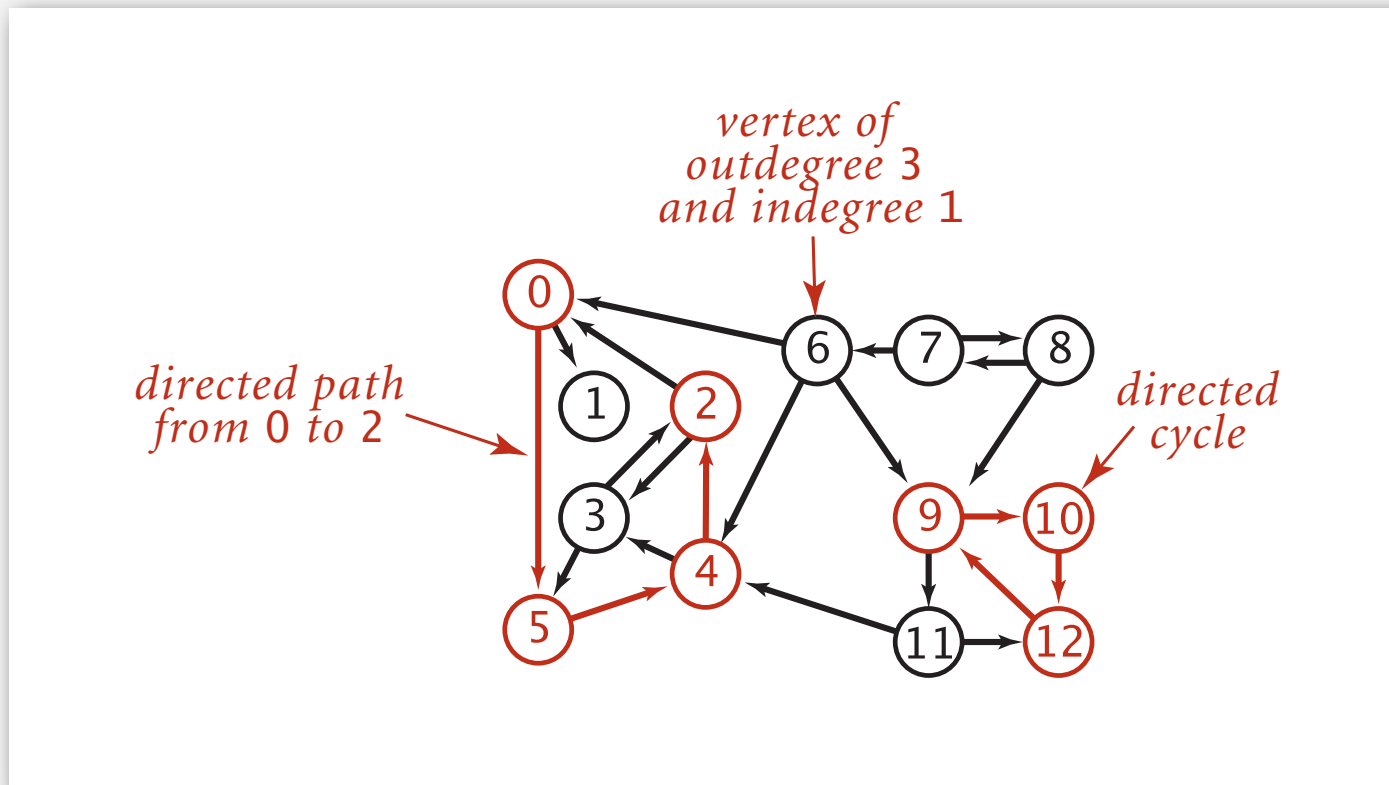 vertex of
outdegree 3
and indegree 1
0
6
7
8
directed path
from 0 to 2
1
2
directed
cycle
3
9
10
4
5
11
12